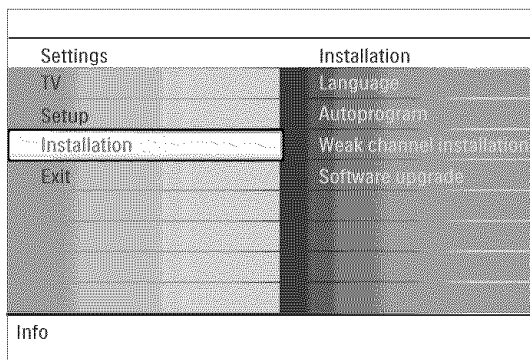 Settings
TV
Setup
Installation
Exit
Installation
Language
Autoprogram
Weak channel installation
Software upgrade
Info